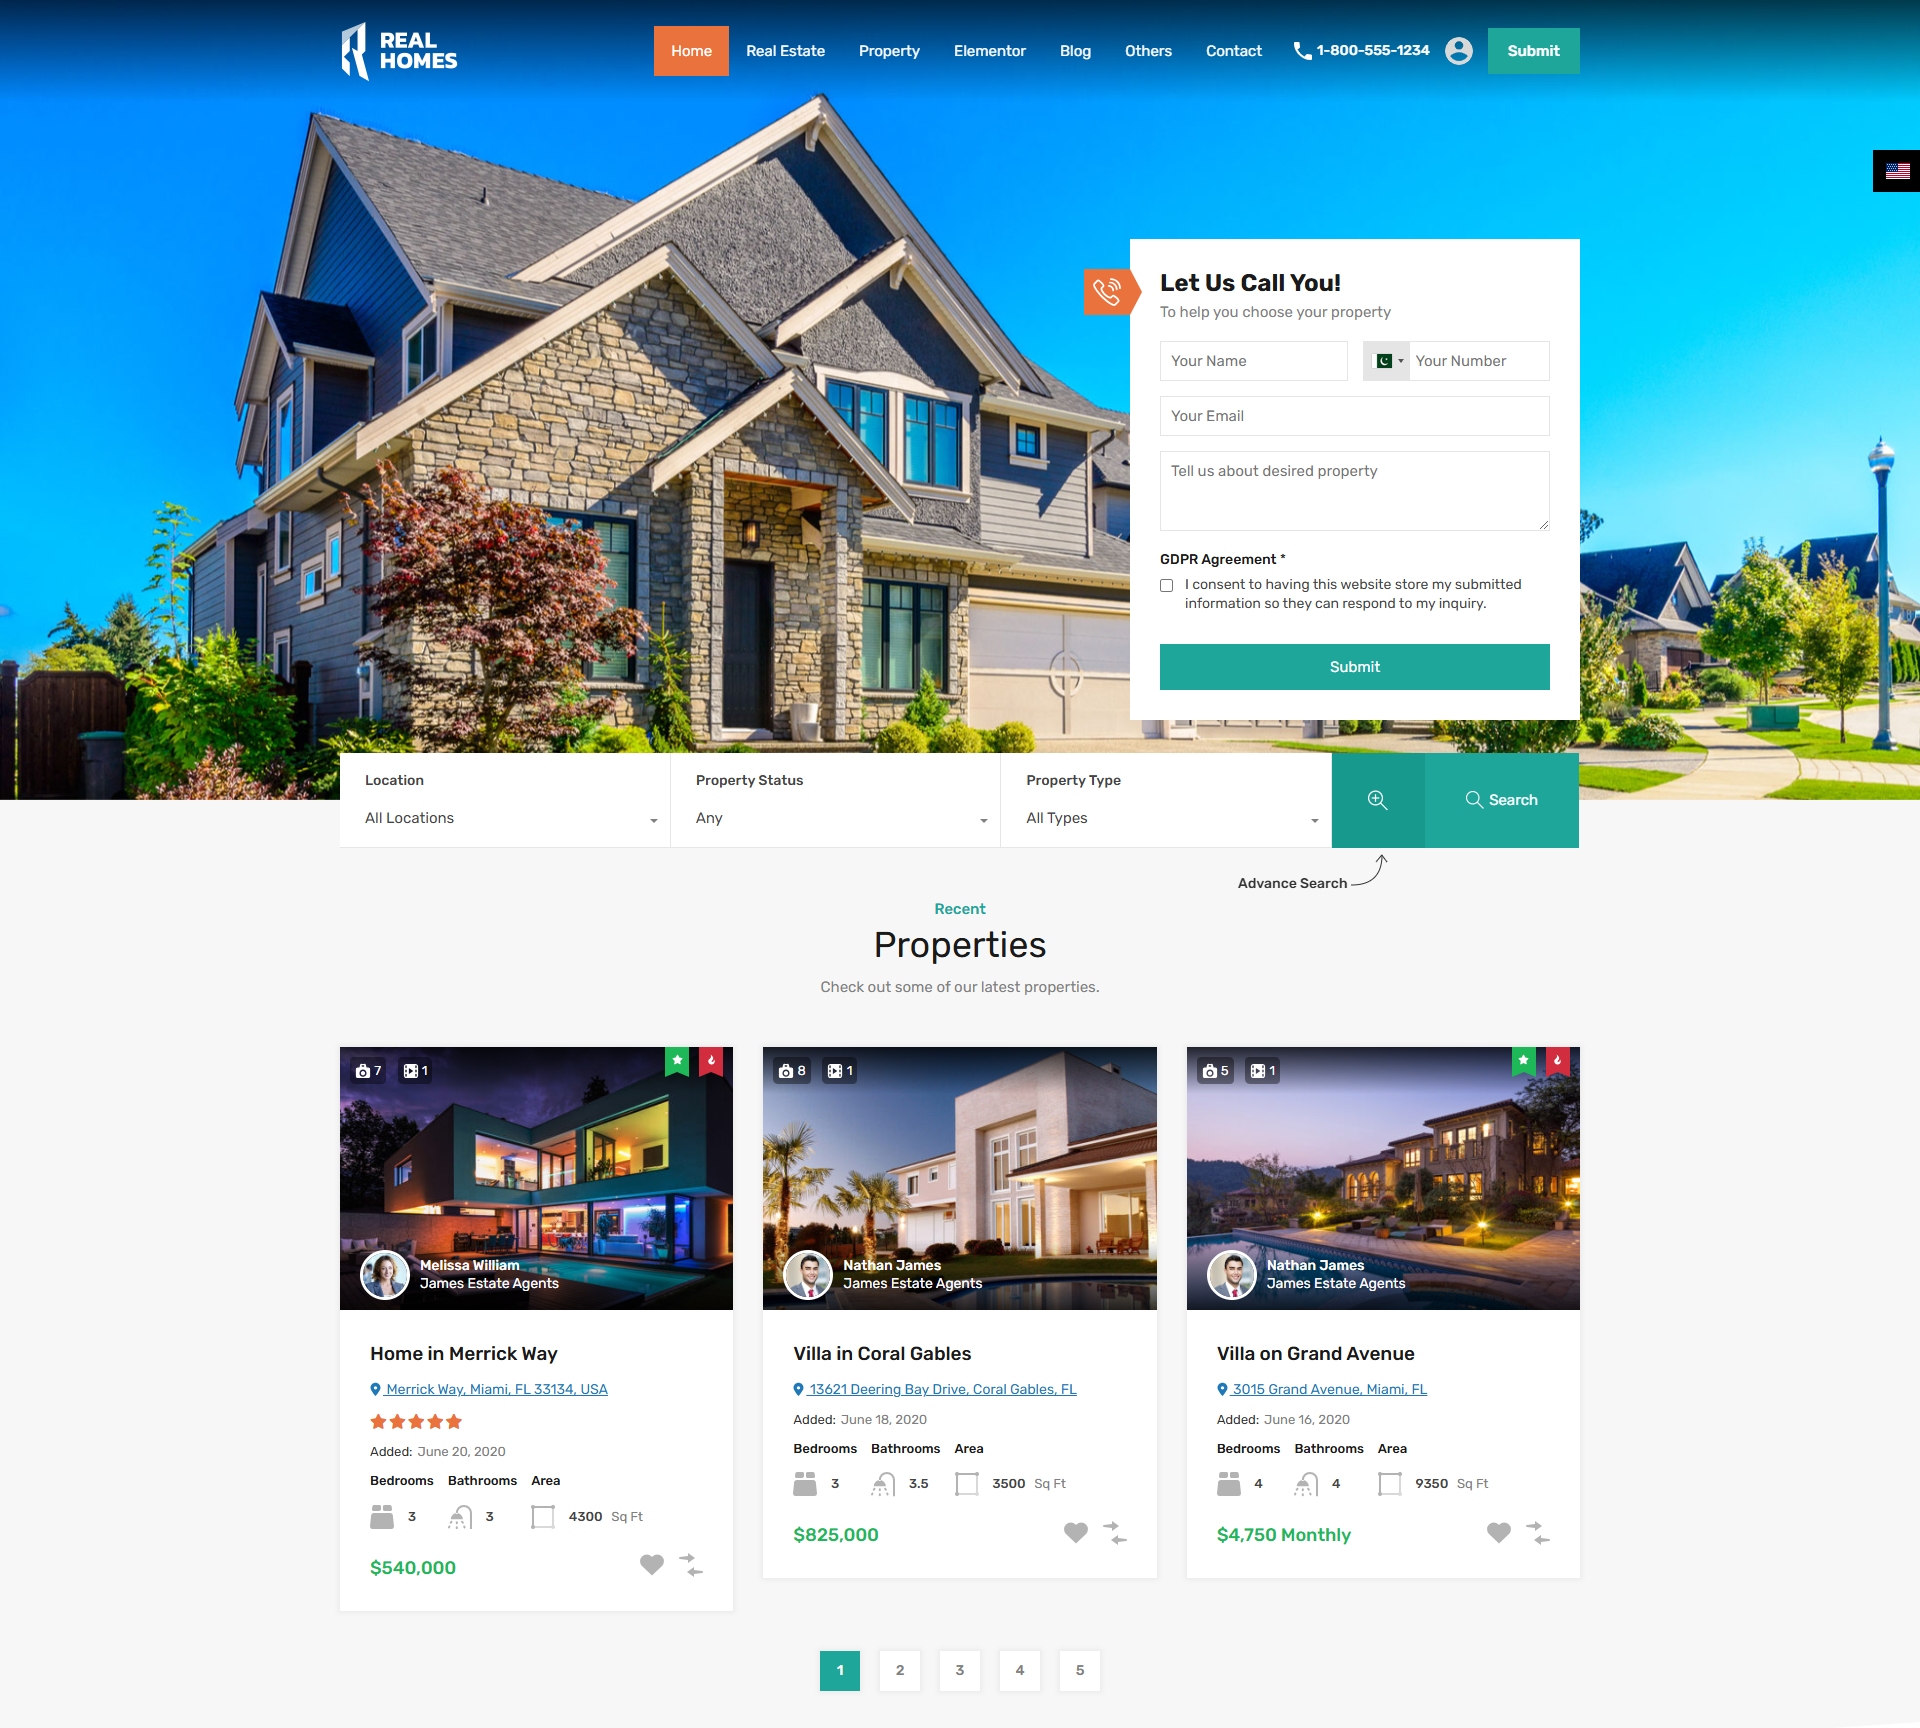 REAL
HOMES
Home Real Estate Property Elementor Blog Others Contact 1-800-555-1234 Submit
Let Us Call You!
To help you choose your property
Your Name Your Number
Your Email
Tell us about desired property
GDPR Agreement *
I consent to having this website store my submitted
information so they can respond to my inquiry.
Submit
Location Property Status Property Type
All Locations Any All Types Search
Advance Search
Recent
Properties
Check out some of our latest properties.
7 1
Melissa William
James Estate Agents
Home in Merrick Way
Merrick Way, Miami, FL 33134, USA
Added: June 20, 2020
Bedrooms Bathrooms Area
3 3 4300 Sq Ft
$540,000
8 1
Nathan James
James Estate Agents
Villa in Coral Gables
13621 Deering Bay Drive, Coral Gables, FL
Added: June 18, 2020
Bedrooms Bathrooms Area
3 3.5 3500 Sq Ft
$825,000
5 1
Nathan James
James Estate Agents
Villa on Grand Avenue
3015 Grand Avenue, Miami, FL
Added: June 16, 2020
Bedrooms Bathrooms Area
4 4 9350 Sq Ft
$4,750 Monthly
1 2 3 4 5